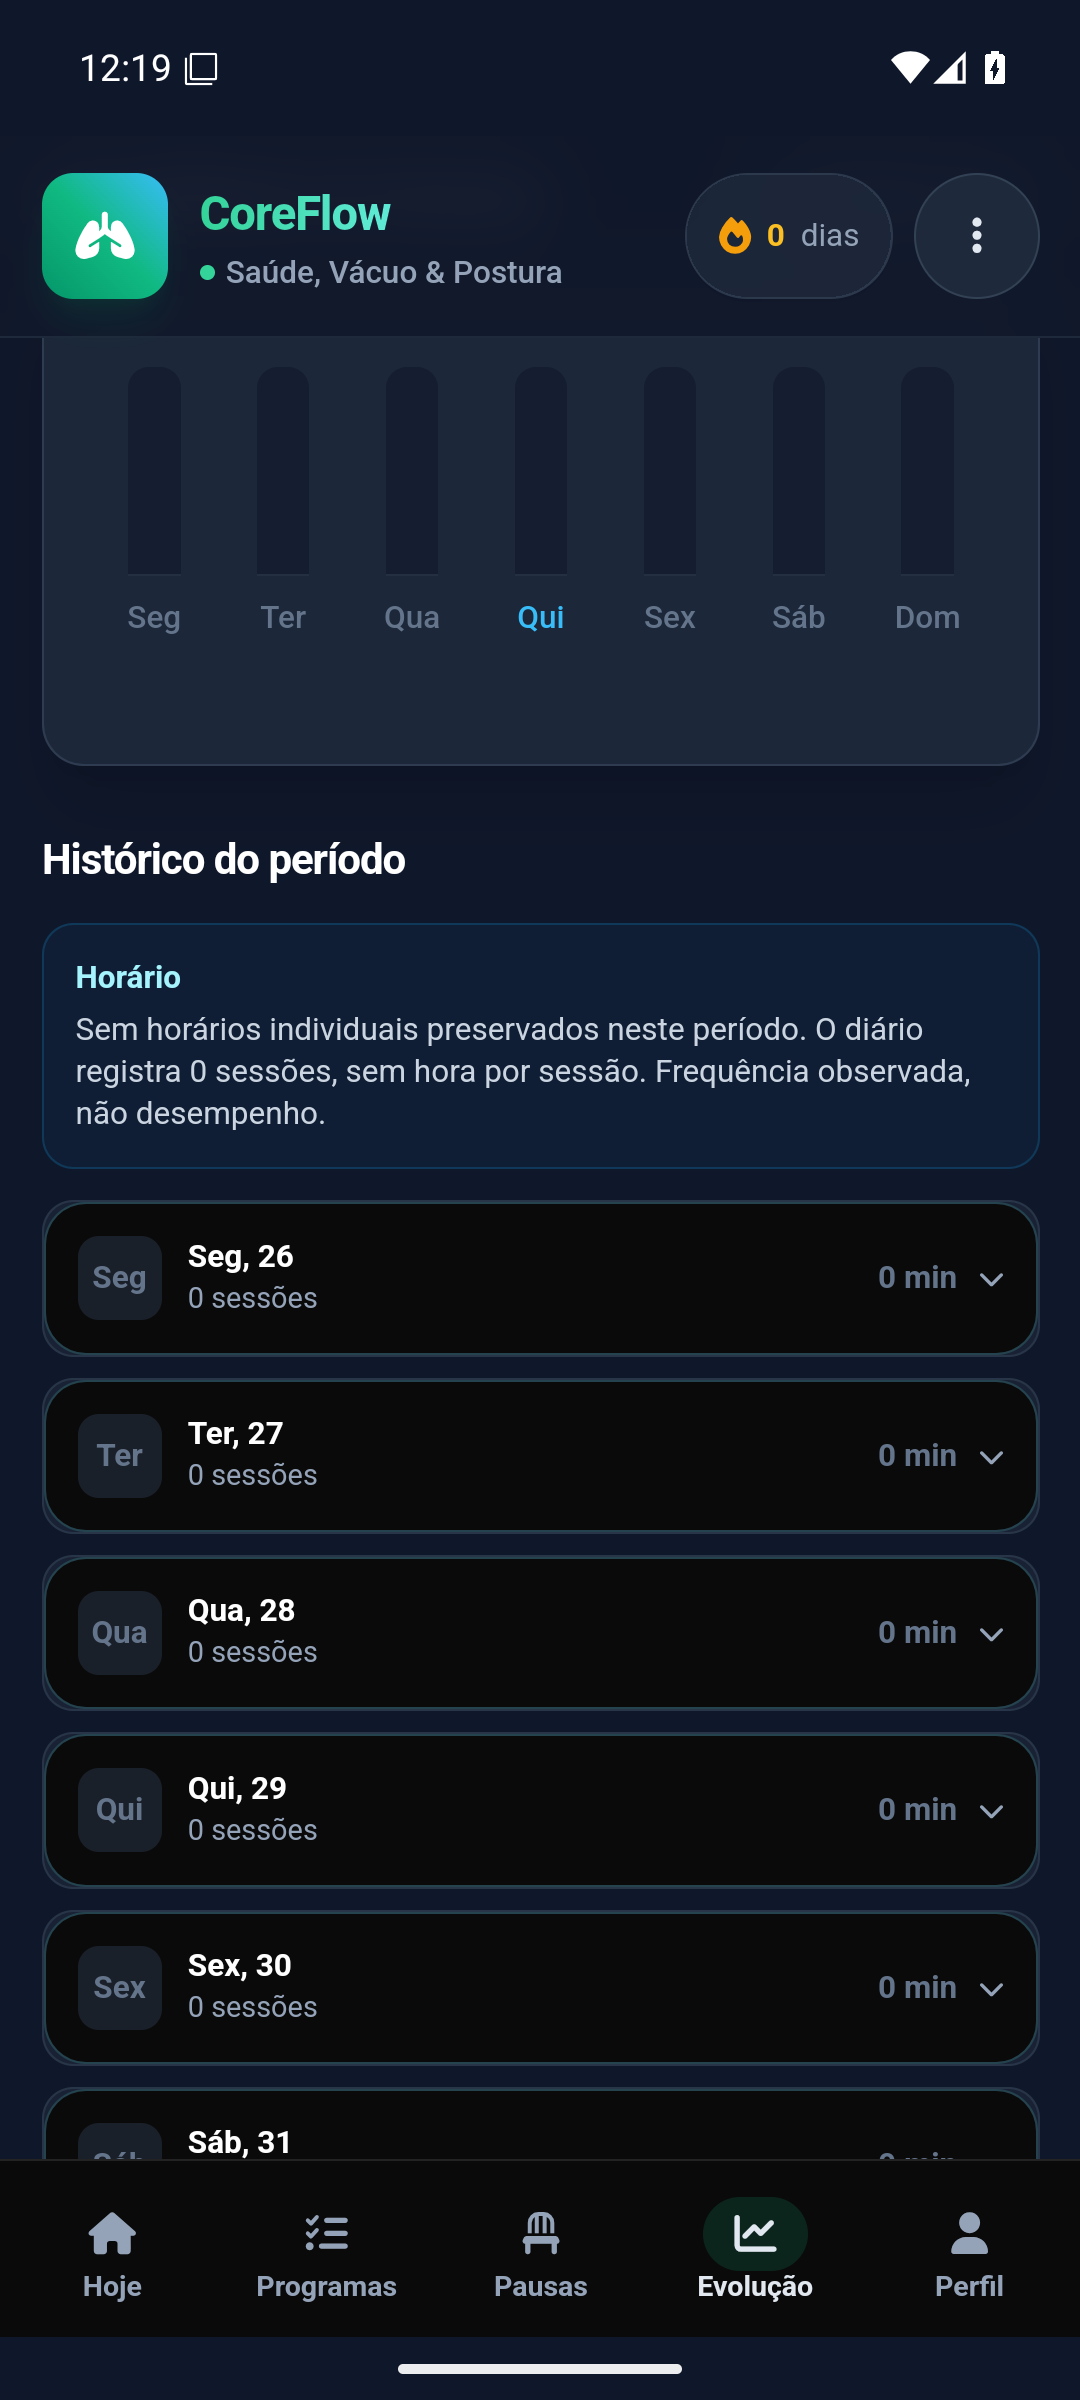 12:19
CoreFlow
Saúde, Vácuo & Postura
0 dias
Seg Ter Qua Qui Sex Sáb Dom
Histórico do período
Horário
Sem horários individuais preservados neste período. O diário
registra 0 sessões, sem hora por sessão. Frequência observada,
não desempenho.
Seg
Seg, 26
0 sessões
0 min
Ter
Ter, 27
0 sessões
0 min
Qua
Qua, 28
0 sessões
0 min
Qui
Qui, 29
0 sessões
0 min
Sex
Sex, 30
0 sessões
0 min
Sáb
Sáb, 31
0 min
Hoje Programas Pausas Evolução Perfil